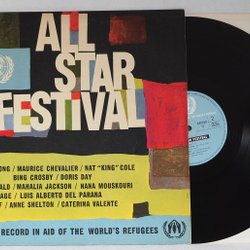 ALL
STAR
FESTIVAL
ONG / MAURICE CHEVALIER / NAT "KING" COLE
BING CROSBY / DORIS DAY
ALD / MAHALIA JACKSON / NANA MOUSKOURI
AGE / LUIS ALBERTO DEL PARANA
F / ANNE SHELTON / CATERINA VALENTE
RECORD IN AID OF THE WORLD'S REFUGEES